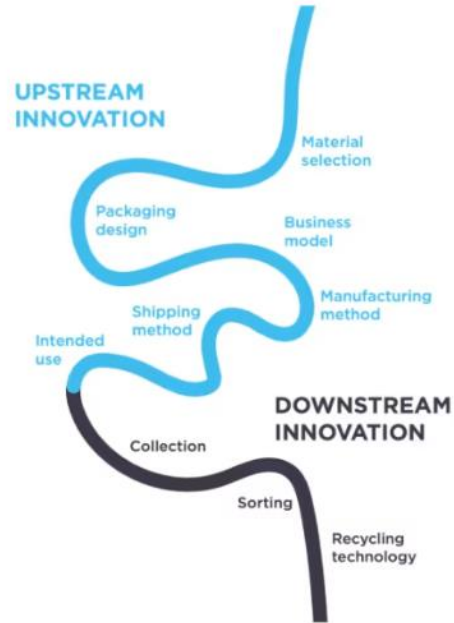 UPSTREAM
INNOVATION
Material
selection
Packaging
design
Business
model
Manufacturing
method
Shipping
method
Intended
use
DOWNSTREAM
INNOVATION
Collection
Sorting
Recycling
technology